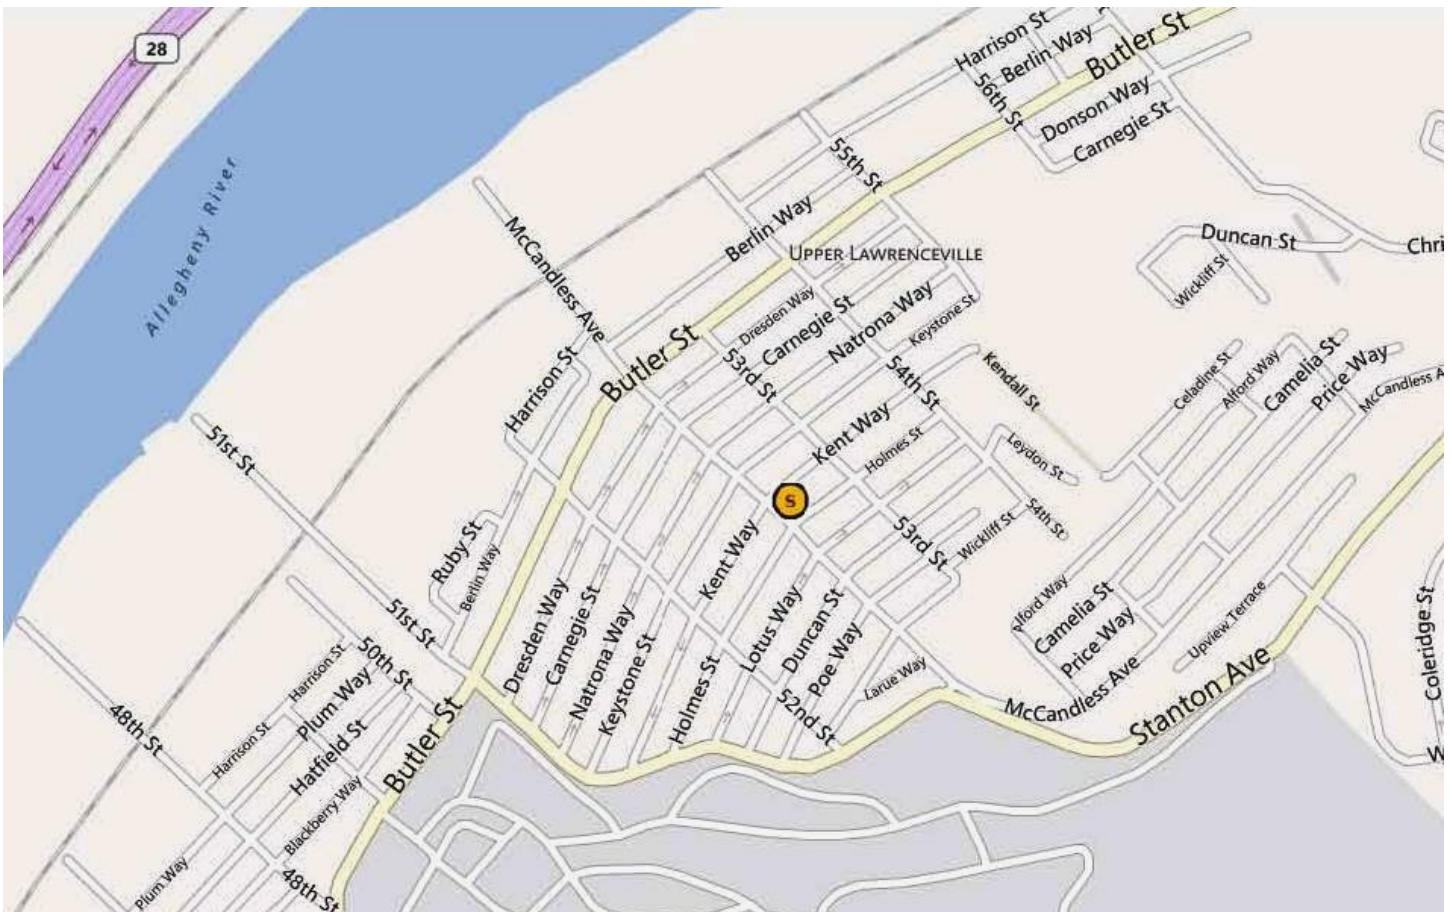 28
Harrison St
Berlin Way
Butler St
56th St
Donson Way
Carnegie St
55th St
Allegheny River
McCandless Ave
Berlin Way
UPPER LAWRENCEVILLE
Duncan St
Chri
Wickliff St
Dresden Way
Carnegie St
Natrona Way
Keystone St
Butler St
53rd St
54th St
Harrison St
Kendall St
Celadine St
Alford Way
Camelia St
Price Way
McCandless A
51st St
Kent Way
Holmes St
Leydon St
S
54th St
53rd St
Wickliff St
Ruby St
Berlin Way
Kent Way
51st St
Dresden Way
Carnegie St
Natrona Way
Keystone St
Holmes St
Lotus Way
Duncan St
Poe Way
Larue Way
52nd St
Alford Way
Camelia St
Price Way
McCandless Ave
Upview Terrace
Stanton Ave
Coleridge St
W
50th St
Harrison St
Plum Way
48th St
Harrison St
Hatfield St
Butler St
Blackberry Way
Plum Way
48th St